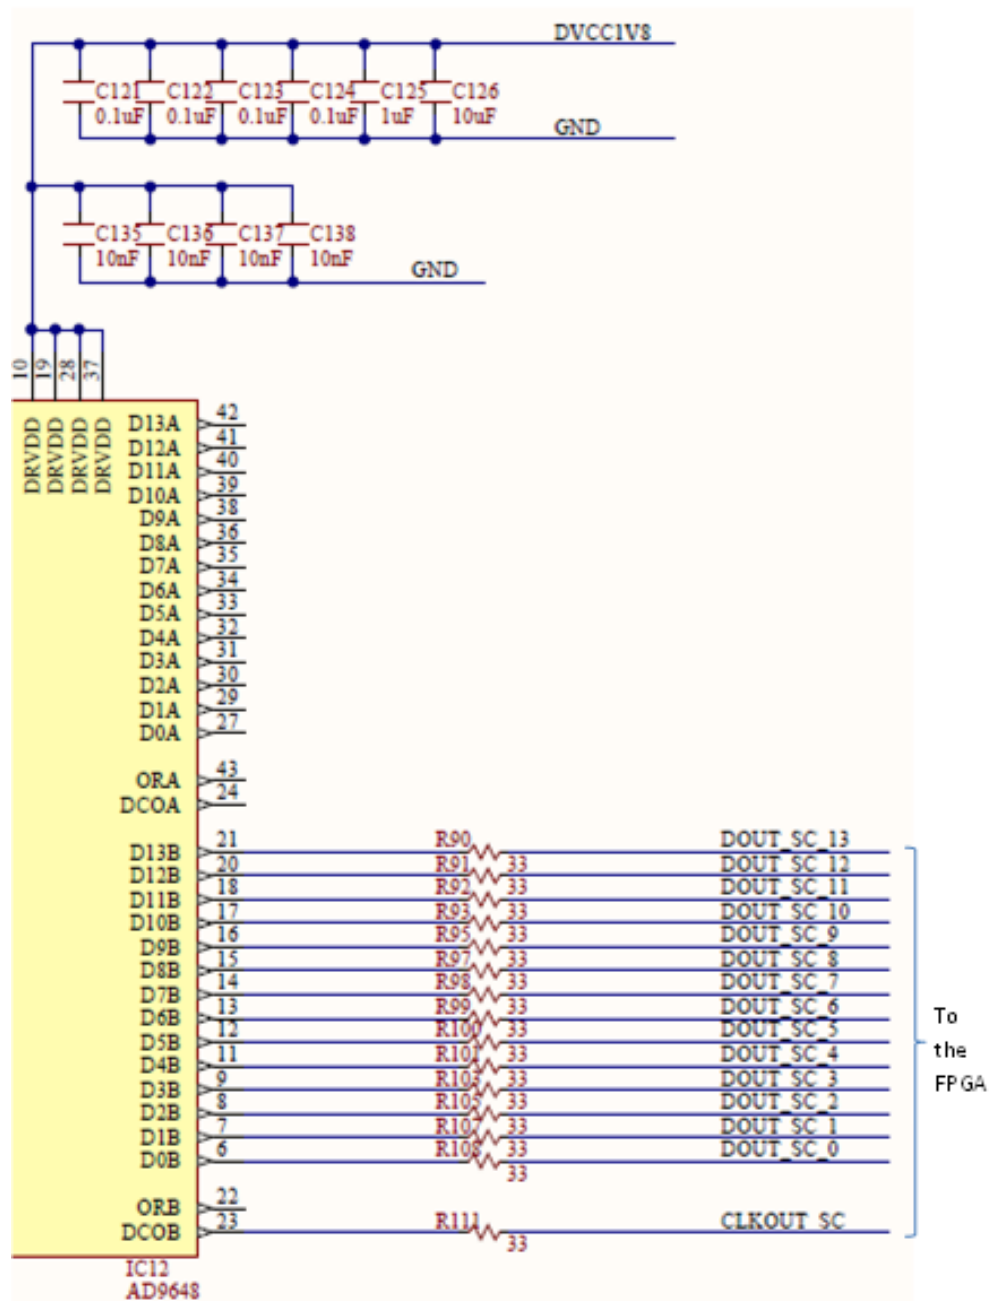 DVCC1V8
C121 C122 C123 C124 C125 C126
0.1uF 0.1uF 0.1uF 0.1uF 1uF 10uF
GND
C135 C136 C137 C138
10nF 10nF 10nF 10nF
GND
10 19 28 37
DRVDD DRVDD DRVDD DRVDD
D13A 42
D12A 41
D11A 40
D10A 39
D9A 38
D8A 36
D7A 35
D6A 34
D5A 33
D4A 32
D3A 31
D2A 30
D1A 29
D0A 27
ORA 43
DCOA 24
D13B 21 R90 33 DOUT_SC_13
D12B 20 R91 33 DOUT_SC_12
D11B 18 R92 33 DOUT_SC_11
D10B 17 R93 33 DOUT_SC_10
D9B 16 R95 33 DOUT_SC_9
D8B 15 R97 33 DOUT_SC_8
D7B 14 R98 33 DOUT_SC_7
D6B 13 R99 33 DOUT_SC_6
D5B 12 R100 33 DOUT_SC_5
D4B 11 R101 33 DOUT_SC_4
D3B 9 R103 33 DOUT_SC_3
D2B 8 R105 33 DOUT_SC_2
D1B 7 33 DOUT_SC_1
D0B 6 R108 33 DOUT_SC_0
ORB 22
DCOB 23 R111 33 CLKOUT_SC
To
the
FPGA
IC12
AD9648